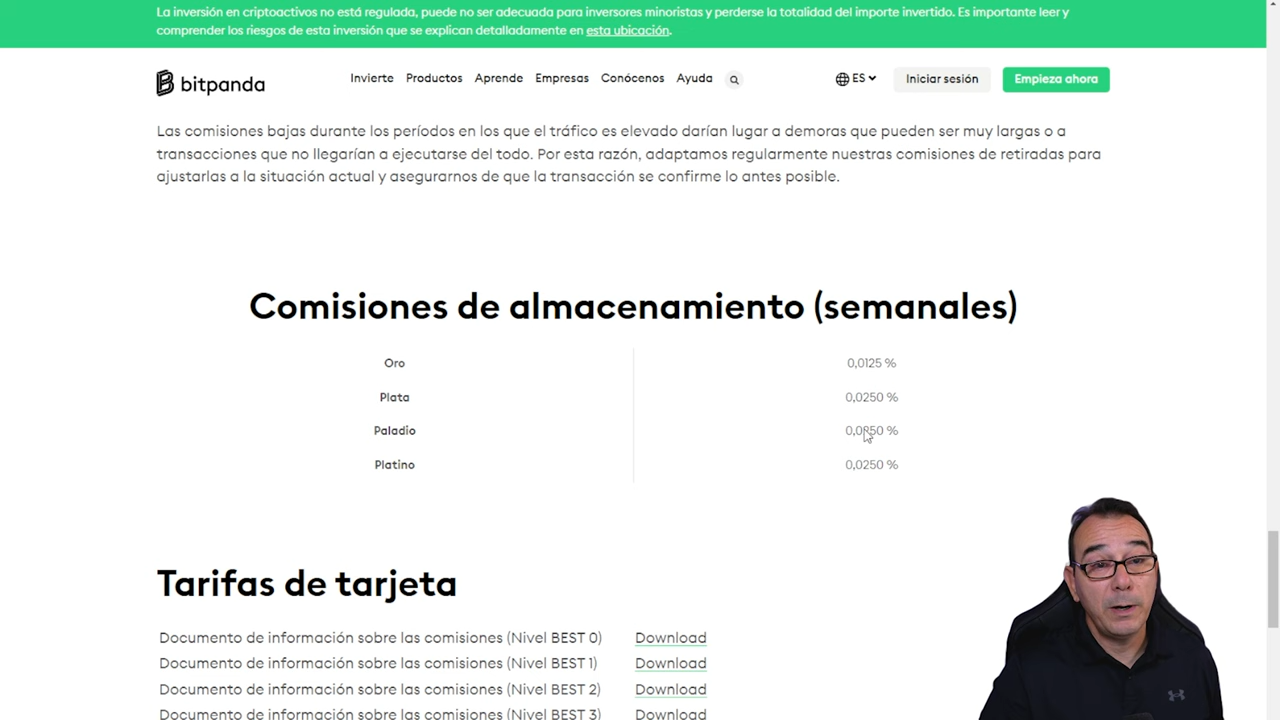 La inversión en criptoactivos no está regulada, puede no ser adecuada para inversores minoristas y perderse la totalidad del importe invertido. Es importante leer y
comprender los riesgos de esta inversión que se explican detalladamente en esta ubicación.
bitpanda
Invierte Productos Aprende Empresas Conócenos Ayuda ES Iniciar sesión Empieza ahora
Las comisiones bajas durante los períodos en los que el tráfico es elevado darían lugar a demoras que pueden ser muy largas o a
transacciones que no llegarían a ejecutarse del todo. Por esta razón, adaptamos regularmente nuestras comisiones de retiradas para
ajustarlas a la situación actual y asegurarnos de que la transacción se confirme lo antes posible.
Comisiones de almacenamiento (semanales)
Oro 0,0125 %
Plata 0,0250 %
Paladio 0,0250 %
Platino 0,0250 %
Tarifas de tarjeta
Documento de información sobre las comisiones (Nivel BEST 0) Download
Documento de información sobre las comisiones (Nivel BEST 1) Download
Documento de información sobre las comisiones (Nivel BEST 2) Download
Documento de información sobre las comisiones (Nivel BEST 3) Download